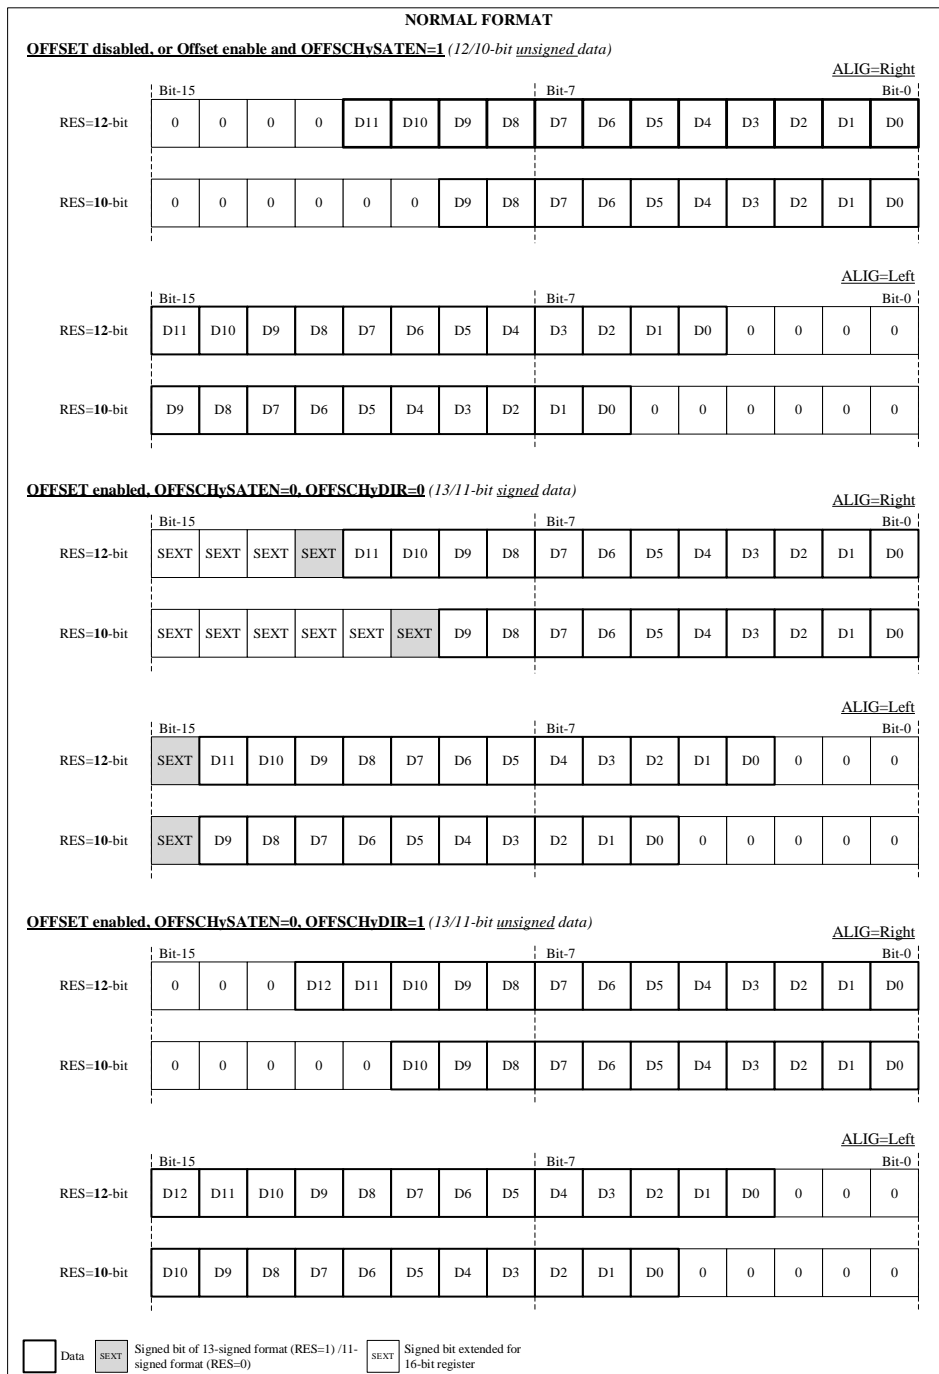 NORMAL FORMAT
OFFSET disabled, or Offset enable and OFFSCHySATEN=1 (12/10-bit unsigned data)
ALIG=Right
Bit-15 Bit-7 Bit-0
RES=12-bit 0 0 0 0 D11 D10 D9 D8 D7 D6 D5 D4 D3 D2 D1 D0
RES=10-bit 0 0 0 0 0 0 D9 D8 D7 D6 D5 D4 D3 D2 D1 D0
ALIG=Left
Bit-15 Bit-7 Bit-0
RES=12-bit D11 D10 D9 D8 D7 D6 D5 D4 D3 D2 D1 D0 0 0 0 0
RES=10-bit D9 D8 D7 D6 D5 D4 D3 D2 D1 D0 0 0 0 0 0 0
OFFSET enabled, OFFSCHySATEN=0, OFFSCHyDIR=0 (13/11-bit signed data)
ALIG=Right
Bit-15 Bit-7 Bit-0
RES=12-bit SEXT SEXT SEXT SEXT D11 D10 D9 D8 D7 D6 D5 D4 D3 D2 D1 D0
RES=10-bit SEXT SEXT SEXT SEXT SEXT SEXT D9 D8 D7 D6 D5 D4 D3 D2 D1 D0
ALIG=Left
Bit-15 Bit-7 Bit-0
RES=12-bit SEXT D11 D10 D9 D8 D7 D6 D5 D4 D3 D2 D1 D0 0 0 0
RES=10-bit SEXT D9 D8 D7 D6 D5 D4 D3 D2 D1 D0 0 0 0 0 0
OFFSET enabled, OFFSCHySATEN=0, OFFSCHyDIR=1 (13/11-bit unsigned data)
ALIG=Right
Bit-15 Bit-7 Bit-0
RES=12-bit 0 0 0 D12 D11 D10 D9 D8 D7 D6 D5 D4 D3 D2 D1 D0
RES=10-bit 0 0 0 0 0 D10 D9 D8 D7 D6 D5 D4 D3 D2 D1 D0
ALIG=Left
Bit-15 Bit-7 Bit-0
RES=12-bit D12 D11 D10 D9 D8 D7 D6 D5 D4 D3 D2 D1 D0 0 0 0
RES=10-bit D10 D9 D8 D7 D6 D5 D4 D3 D2 D1 D0 0 0 0 0 0
Data
SEXT Signed bit of 13-signed format (RES=1) /11-
signed format (RES=0)
SEXT Signed bit extended for
16-bit register